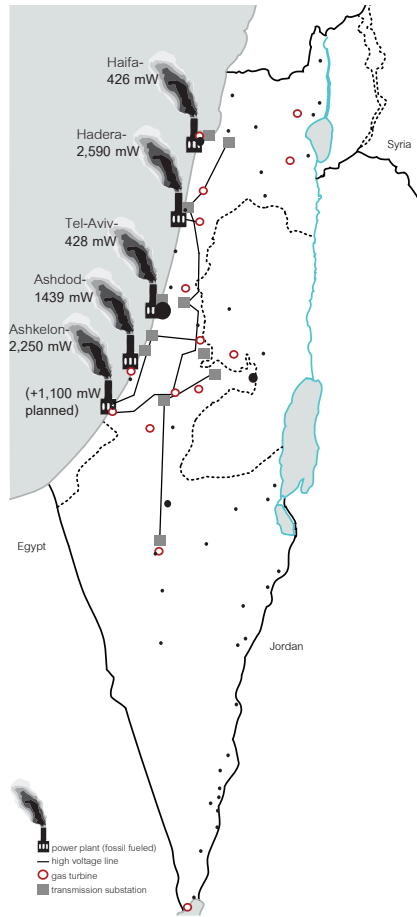 Haifa-
426 mW
Hadera-
2,590 mW
Syria
Tel-Aviv-
428 mW
Ashdod-
1439 mW
Ashkelon-
2,250 mW
(+1,100 mW
planned)
Egypt
Jordan
power plant (fossil fueled)
high voltage line
gas turbine
transmission substation